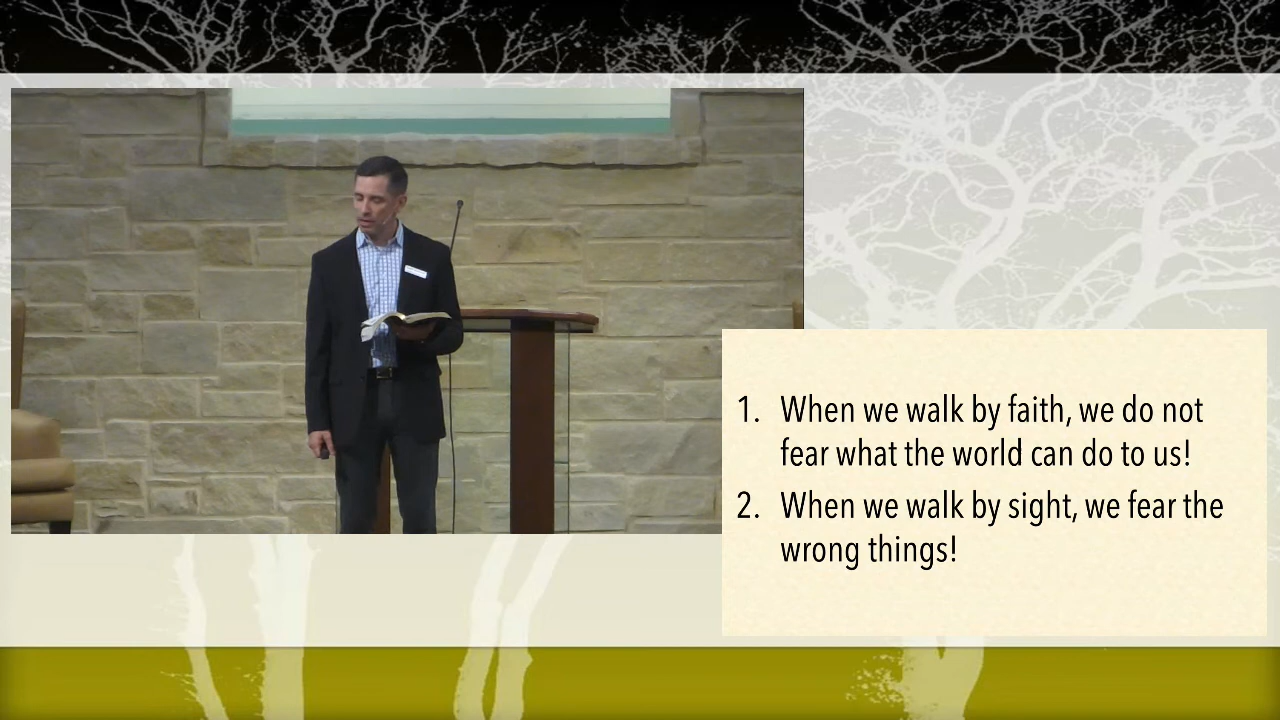 1. When we walk by faith, we do not
fear what the world can do to us!
2. When we walk by sight, we fear the
wrong things!